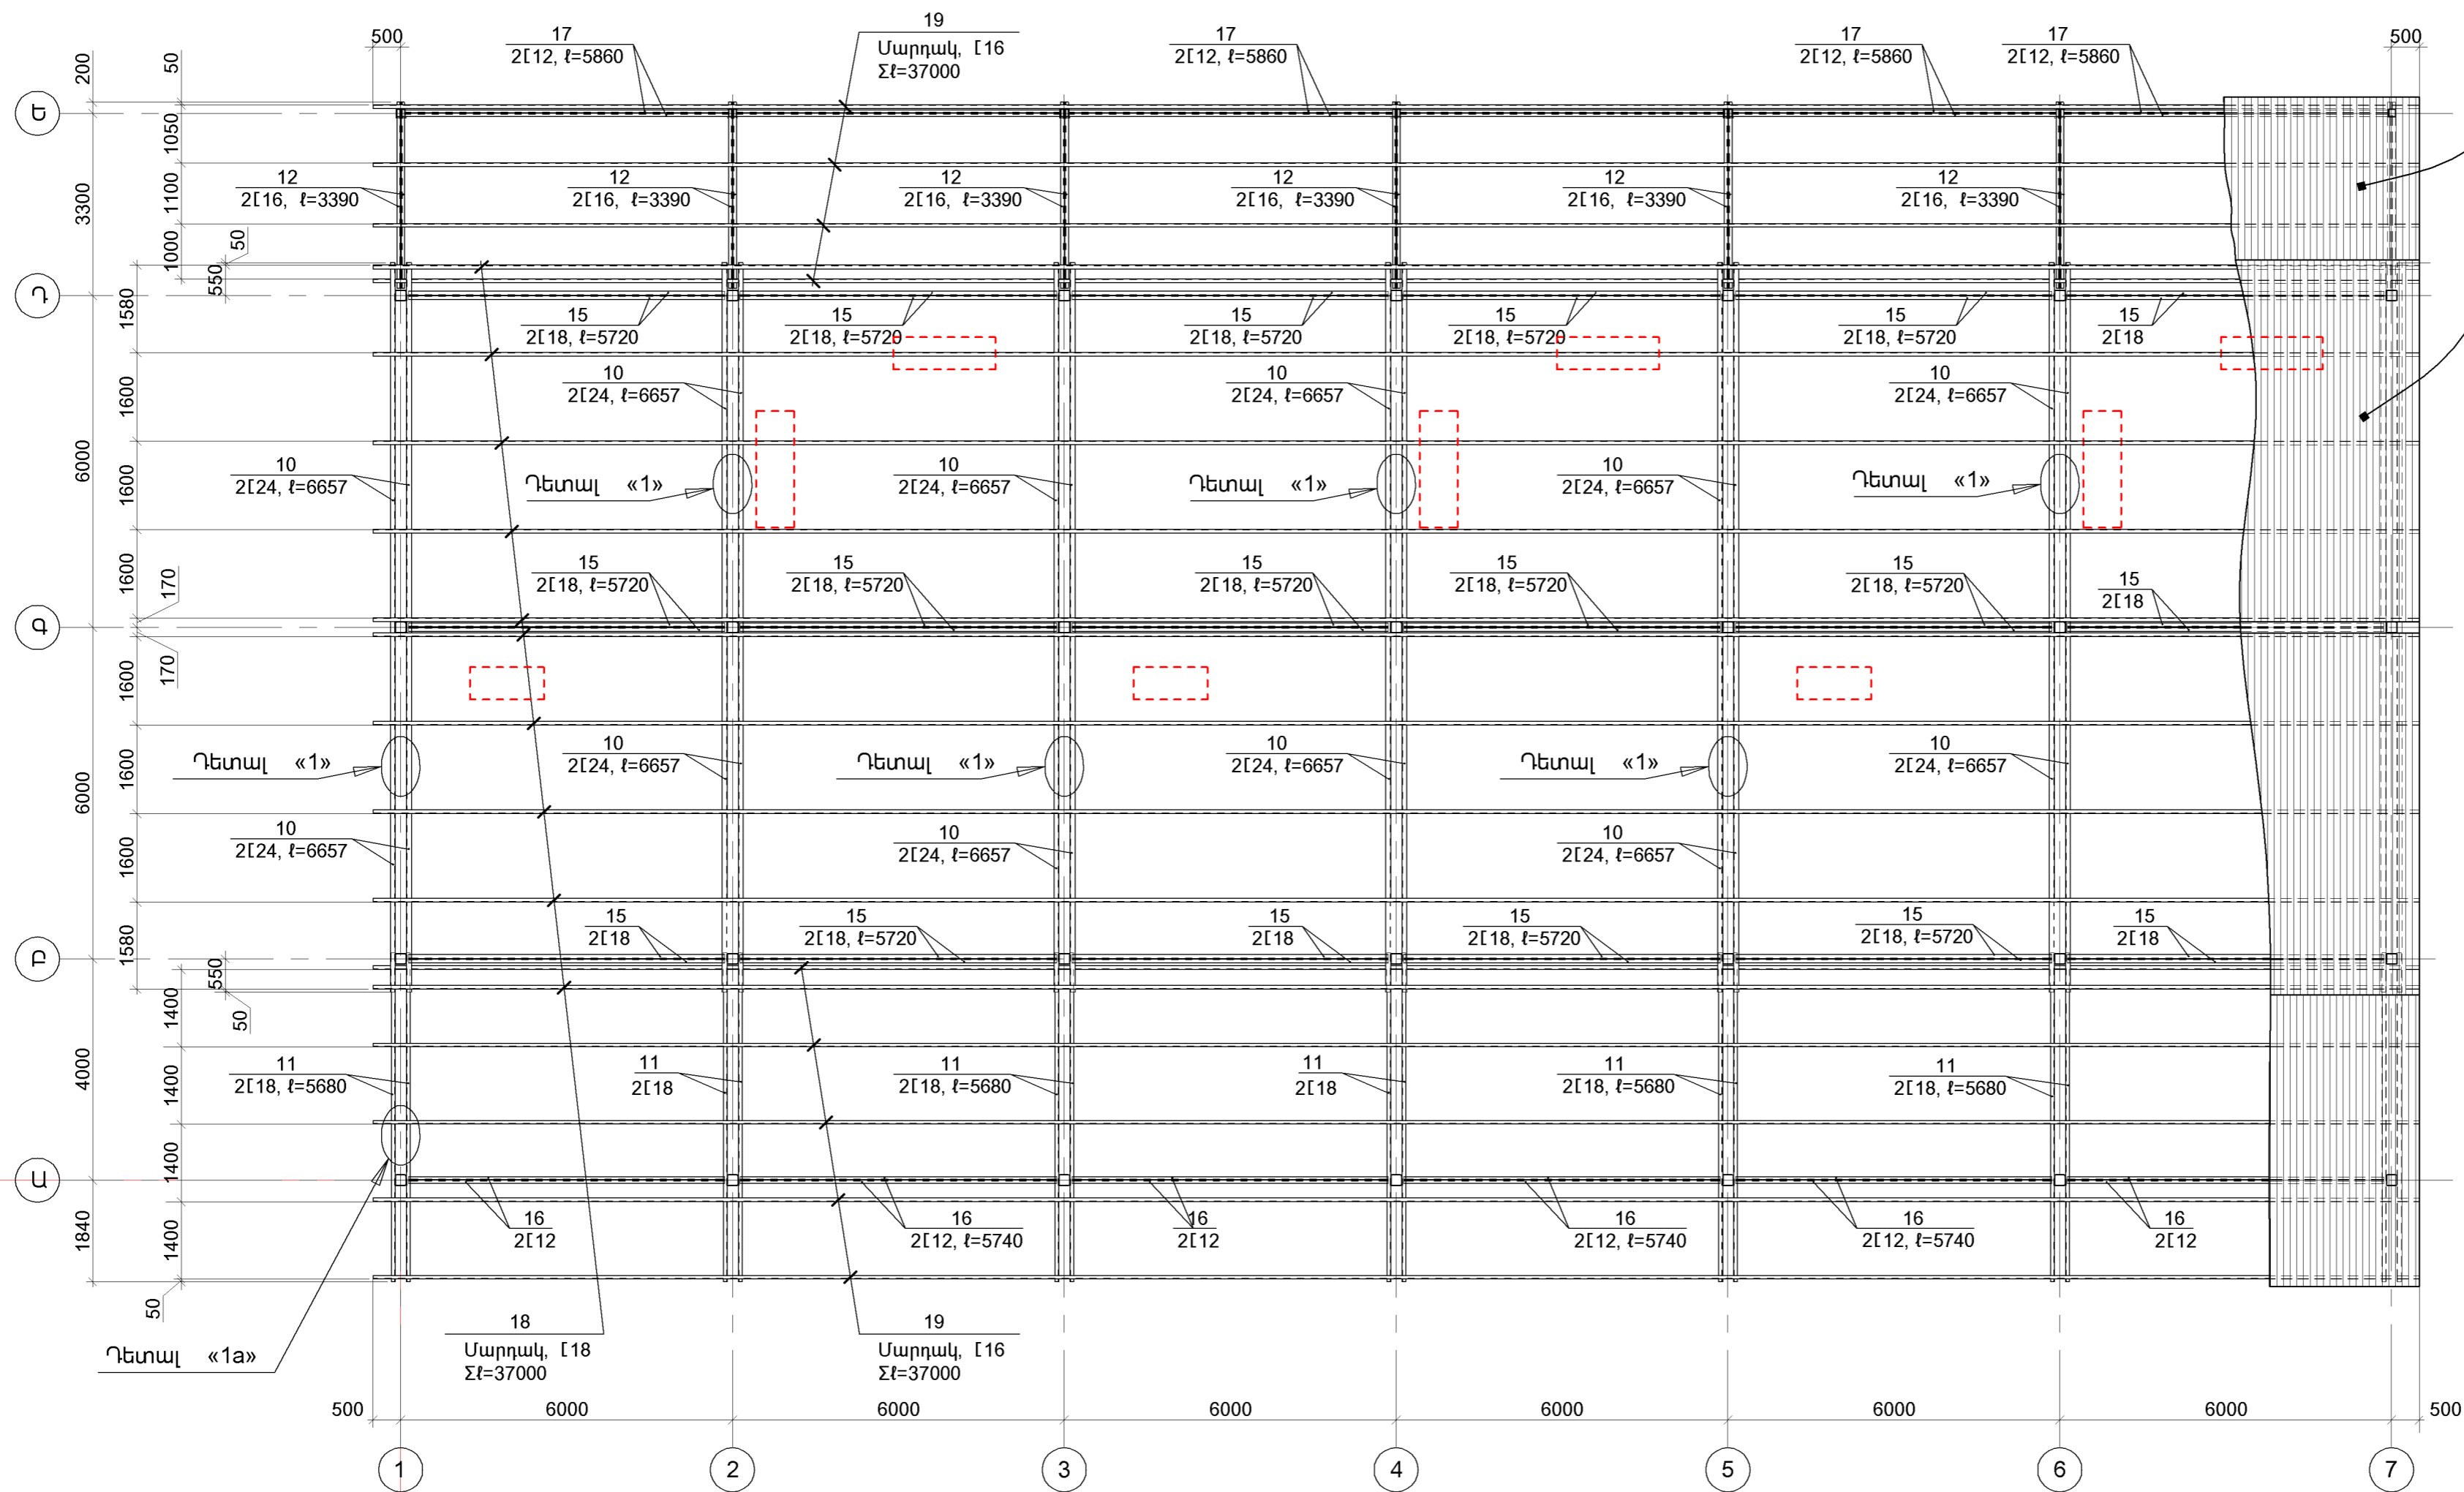 19
Մարդակ, [16
Σℓ=37000
500
17
2[12, ℓ=5860
17
2[12, ℓ=5860
17
2[12, ℓ=5860
17
2[12, ℓ=5860
500
200
50
Ե
1050
3300
1100
12
2[16, ℓ=3390
12
2[16, ℓ=3390
12
2[16, ℓ=3390
12
2[16, ℓ=3390
12
2[16, ℓ=3390
12
2[16, ℓ=3390
1000
50
550
Դ
1580
15
2[18, ℓ=5720
15
2[18, ℓ=5720
15
2[18, ℓ=5720
15
2[18, ℓ=5720
15
2[18, ℓ=5720
15
2[18
1600
10
2[24, ℓ=6657
10
2[24, ℓ=6657
10
2[24, ℓ=6657
6000
1600
10
2[24, ℓ=6657
Դետալ «1»
10
2[24, ℓ=6657
Դետալ «1»
10
2[24, ℓ=6657
Դետալ «1»
1600
170
15
2[18, ℓ=5720
15
2[18, ℓ=5720
15
2[18, ℓ=5720
15
2[18, ℓ=5720
15
2[18, ℓ=5720
15
2[18
Գ
170
1600
6000
1600
Դետալ «1»
10
2[24, ℓ=6657
Դետալ «1»
10
2[24, ℓ=6657
Դետալ «1»
10
2[24, ℓ=6657
1600
10
2[24, ℓ=6657
10
2[24, ℓ=6657
10
2[24, ℓ=6657
1580
15
2[18
15
2[18, ℓ=5720
15
2[18
15
2[18, ℓ=5720
15
2[18, ℓ=5720
15
2[18
Բ
550
50
1400
4000
1400
11
2[18, ℓ=5680
11
2[18
11
2[18, ℓ=5680
11
2[18
11
2[18, ℓ=5680
11
2[18, ℓ=5680
1400
Ա
1840
1400
16
2[12
16
2[12, ℓ=5740
16
2[12
16
2[12, ℓ=5740
16
2[12, ℓ=5740
16
2[12
50
Դետալ «1a»
18
Մարդակ, [18
Σℓ=37000
19
Մարդակ, [16
Σℓ=37000
500
6000
6000
6000
6000
6000
6000
500
1
2
3
4
5
6
7